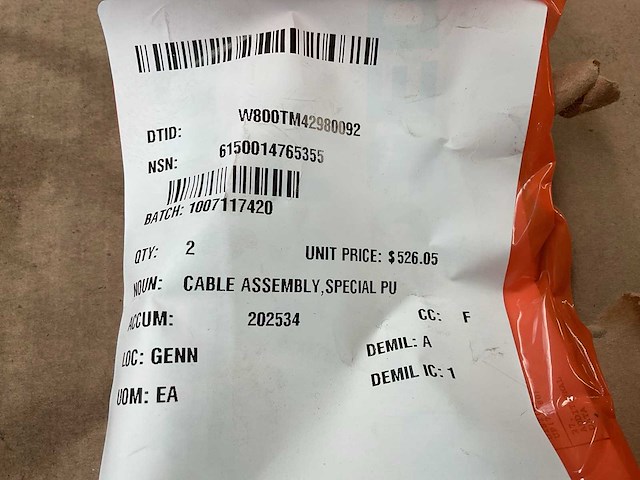 DTID: W800TM42980092
NSN: 6150014765355
BATCH: 1007117420
QTY: 2 UNIT PRICE: $526.05
NOUN: CABLE ASSEMBLY,SPECIAL PU
ACCUM: 202534 CC: F
LOC: GENN DEMIL: A
UOM: EA DEMIL IC: 1